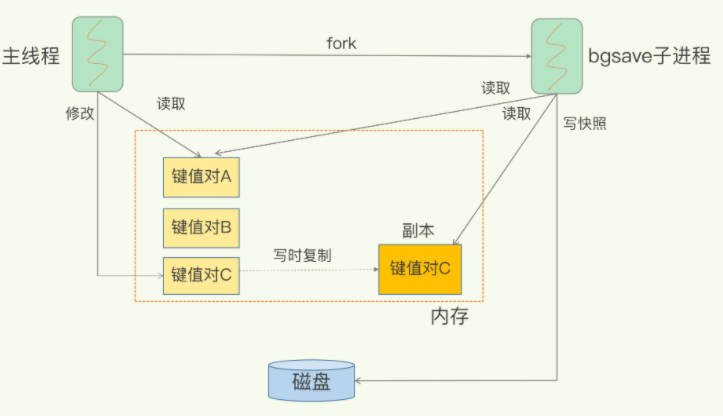 主线程
fork
bgsave子进程
修改
读取
读取
读取
写快照
键值对A
键值对B
键值对C
写时复制
副本
键值对C
内存
磁盘